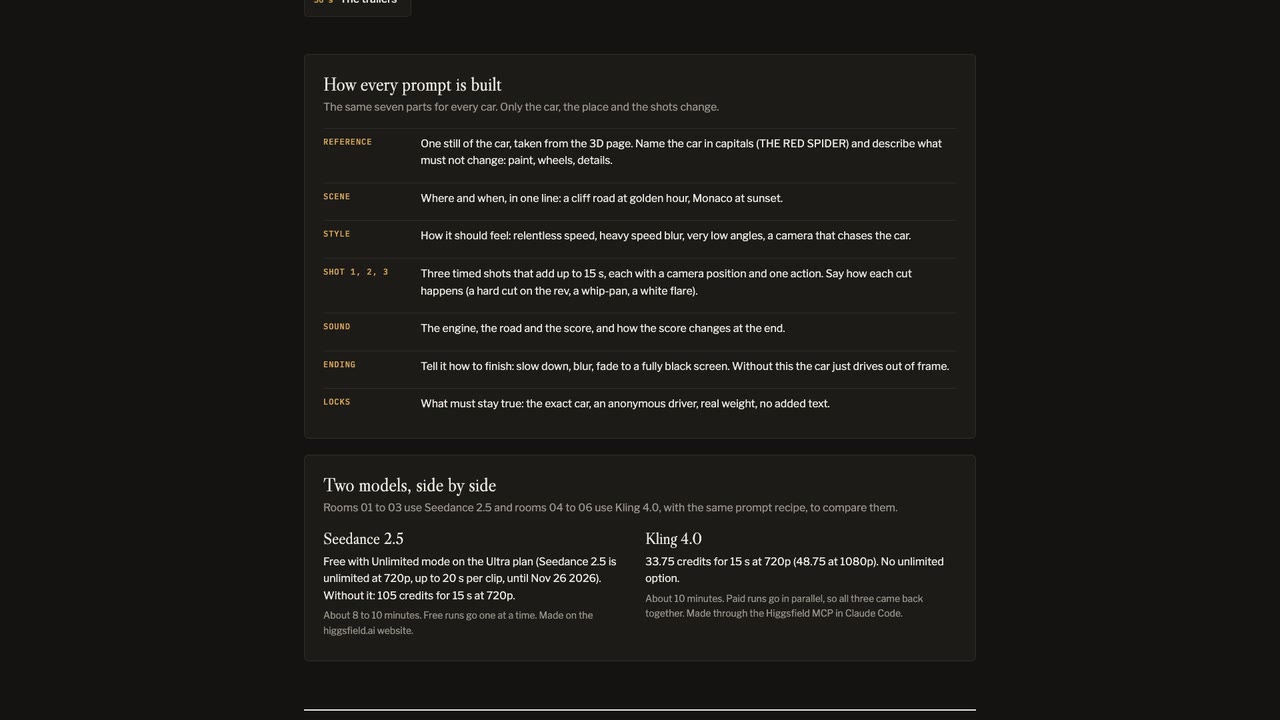 30 s The trailers
How every prompt is built
The same seven parts for every car. Only the car, the place and the shots change.
REFERENCE
One still of the car, taken from the 3D page. Name the car in capitals (THE RED SPIDER) and describe what
must not change: paint, wheels, details.
SCENE
Where and when, in one line: a cliff road at golden hour, Monaco at sunset.
STYLE
How it should feel: relentless speed, heavy speed blur, very low angles, a camera that chases the car.
SHOT 1, 2, 3
Three timed shots that add up to 15 s, each with a camera position and one action. Say how each cut
happens (a hard cut on the rev, a whip-pan, a white flare).
SOUND
The engine, the road and the score, and how the score changes at the end.
ENDING
Tell it how to finish: slow down, blur, fade to a fully black screen. Without this the car just drives out of frame.
LOCKS
What must stay true: the exact car, an anonymous driver, real weight, no added text.
Two models, side by side
Rooms 01 to 03 use Seedance 2.5 and rooms 04 to 06 use Kling 4.0, with the same prompt recipe, to compare them.
Seedance 2.5
Free with Unlimited mode on the Ultra plan (Seedance 2.5 is
unlimited at 720p, up to 20 s per clip, until Nov 26 2026).
Without it: 105 credits for 15 s at 720p.
About 8 to 10 minutes. Free runs go one at a time. Made on the
higgsfield.ai website.
Kling 4.0
33.75 credits for 15 s at 720p (48.75 at 1080p). No unlimited
option.
About 10 minutes. Paid runs go in parallel, so all three came back
together. Made through the Higgsfield MCP in Claude Code.